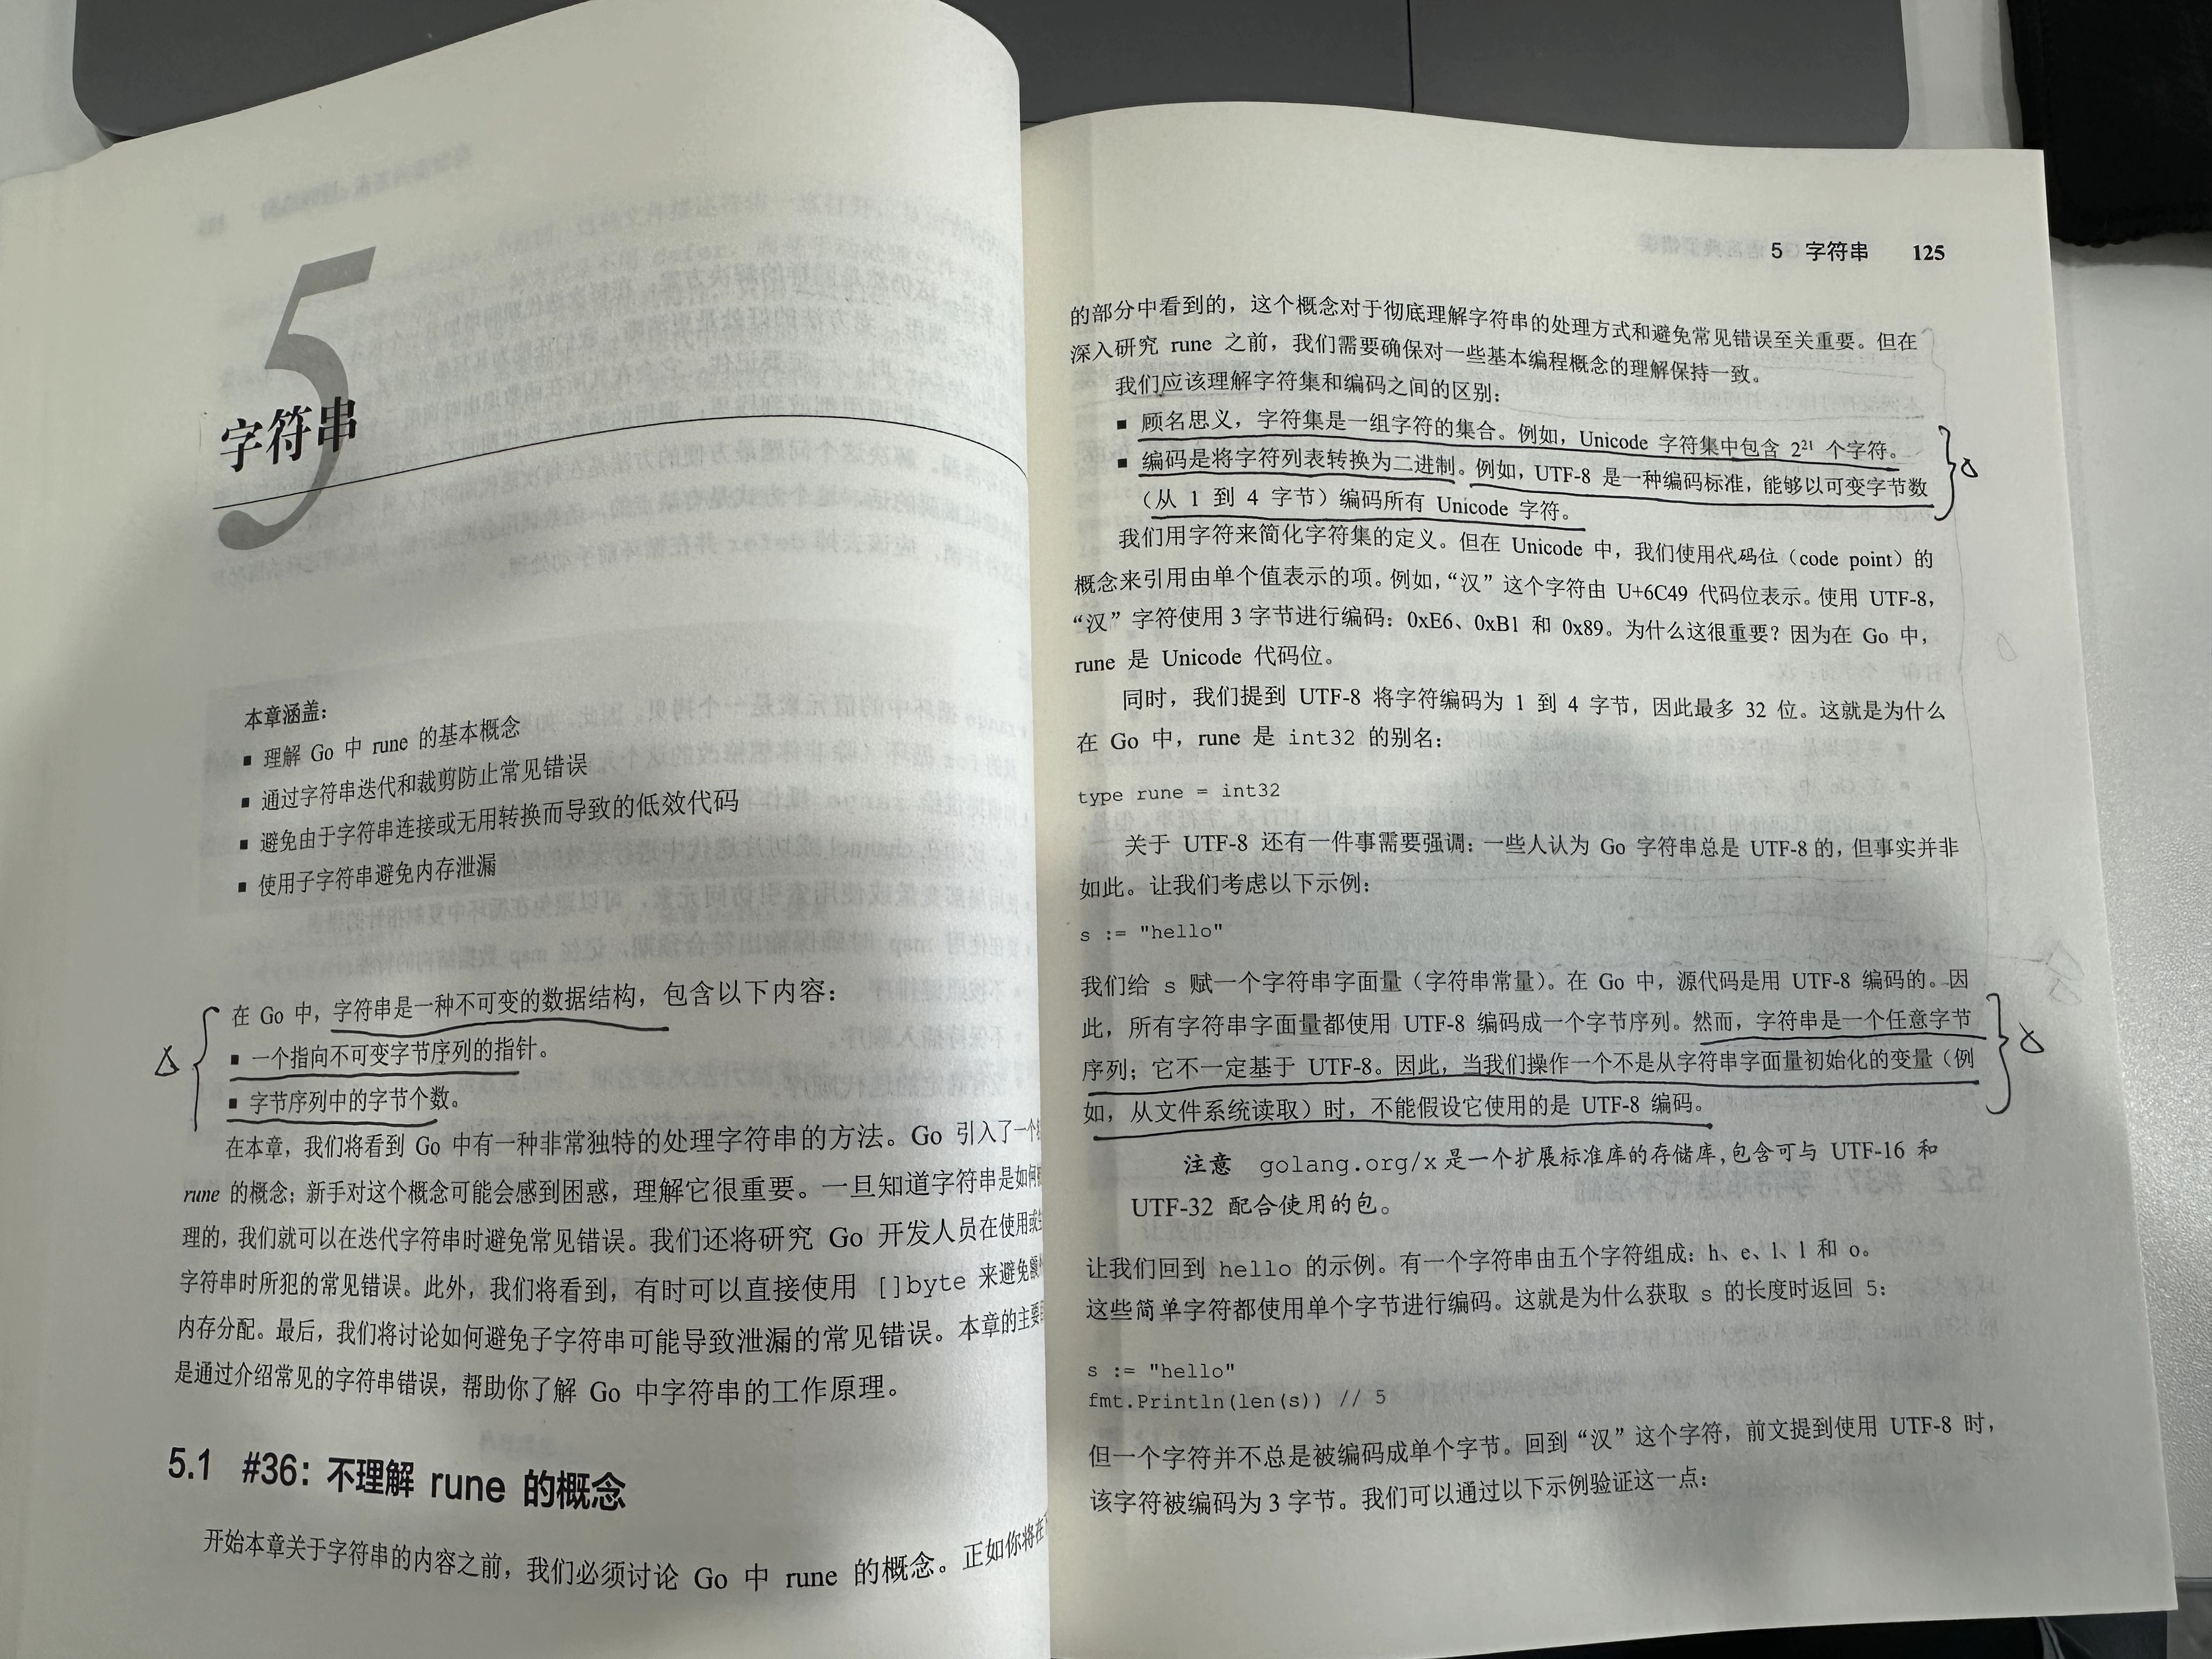 5
字符串
本章涵盖：
▪ 理解 Go 中 rune 的基本概念
▪ 通过字符串迭代和裁剪防止常见错误
▪ 避免由于字符串连接或无用转换而导致的低效代码
▪ 使用子字符串避免内存泄漏
在 Go 中，字符串是一种不可变的数据结构，包含以下内容：
▪ 一个指向不可变字节序列的指针。
▪ 字节序列中的字节个数。
在本章，我们将看到 Go 中有一种非常独特的处理字符串的方法。Go 引入了一个
rune 的概念；新手对这个概念可能会感到困惑，理解它很重要。一旦知道字符串是如何
理的，我们就可以在迭代字符串时避免常见错误。我们还将研究 Go 开发人员在使用或
字符串时所犯的常见错误。此外，我们将看到，有时可以直接使用 []byte 来避免
内存分配。最后，我们将讨论如何避免子字符串可能导致泄漏的常见错误。本章的主要
是通过介绍常见的字符串错误，帮助你了解 Go 中字符串的工作原理。
5.1 #36：不理解 rune 的概念
开始本章关于字符串的内容之前，我们必须讨论 Go 中 rune 的概念。正如你将在
5 字符串 125
的部分中看到的，这个概念对于彻底理解字符串的处理方式和避免常见错误至关重要。但在
深入研究 rune 之前，我们需要确保对一些基本编程概念的理解保持一致。
我们应该理解字符集和编码之间的区别：
▪ 顾名思义，字符集是一组字符的集合。例如，Unicode 字符集中包含 2²¹ 个字符。
▪ 编码是将字符列表转换为二进制。例如，UTF-8 是一种编码标准，能够以可变字节数
（从 1 到 4 字节）编码所有 Unicode 字符。
我们用字符来简化字符集的定义。但在 Unicode 中，我们使用代码位（code point）的
概念来引用由单个值表示的项。例如，“汉”这个字符由 U+6C49 代码位表示。使用 UTF-8，
“汉”字符使用 3 字节进行编码：0xE6、0xB1 和 0x89。为什么这很重要？因为在 Go 中，
rune 是 Unicode 代码位。
同时，我们提到 UTF-8 将字符编码为 1 到 4 字节，因此最多 32 位。这就是为什么
在 Go 中，rune 是 int32 的别名：
type rune = int32
关于 UTF-8 还有一件事需要强调：一些人认为 Go 字符串总是 UTF-8 的，但事实并非
如此。让我们考虑以下示例：
s := "hello"
我们给 s 赋一个字符串字面量（字符串常量）。在 Go 中，源代码是用 UTF-8 编码的。因
此，所有字符串字面量都使用 UTF-8 编码成一个字节序列。然而，字符串是一个任意字节
序列；它不一定基于 UTF-8。因此，当我们操作一个不是从字符串字面量初始化的变量（例
如，从文件系统读取）时，不能假设它使用的是 UTF-8 编码。
注意 golang.org/x 是一个扩展标准库的存储库，包含可与 UTF-16 和
UTF-32 配合使用的包。
让我们回到 hello 的示例。有一个字符串由五个字符组成：h、e、l、l 和 o。
这些简单字符都使用单个字节进行编码。这就是为什么获取 s 的长度时返回 5：
s := "hello"
fmt.Println(len(s)) // 5
但一个字符并不总是被编码成单个字节。回到“汉”这个字符，前文提到使用 UTF-8 时，
该字符被编码为 3 字节。我们可以通过以下示例验证这一点：